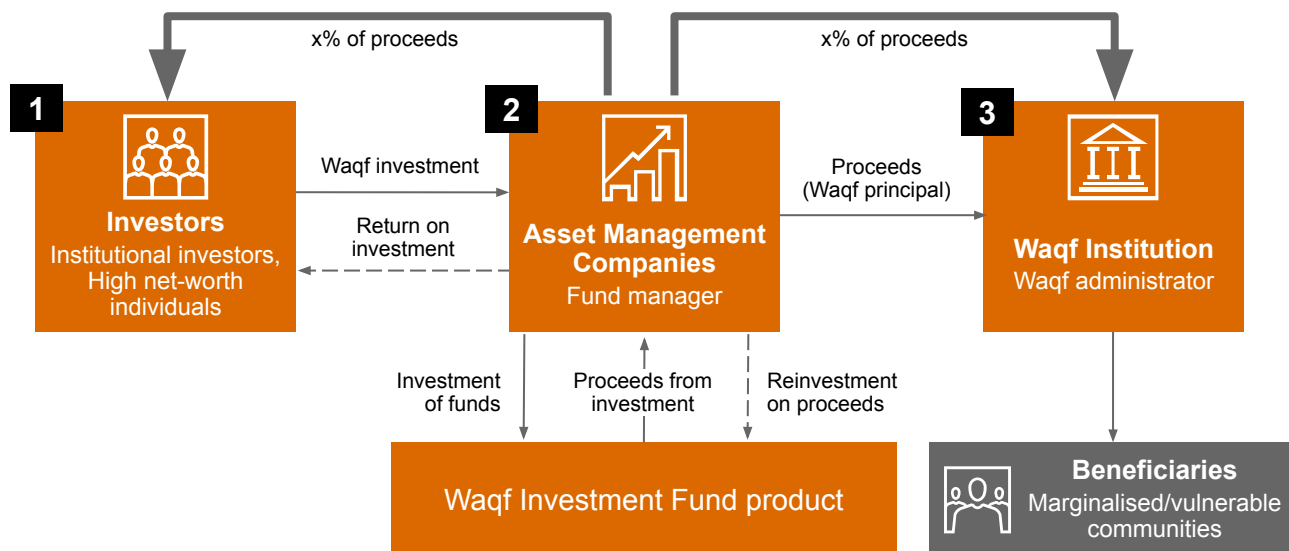 x% of proceeds
x% of proceeds
1
Investors
Institutional investors,
High net-worth
individuals
Waqf investment
Return on
investment
2
Asset Management
Companies
Fund manager
Proceeds
(Waqf principal)
3
Waqf Institution
Waqf administrator
Investment
of funds
Proceeds from
investment
Reinvestment
on proceeds
Waqf Investment Fund product
Beneficiaries
Marginalised/vulnerable
communities